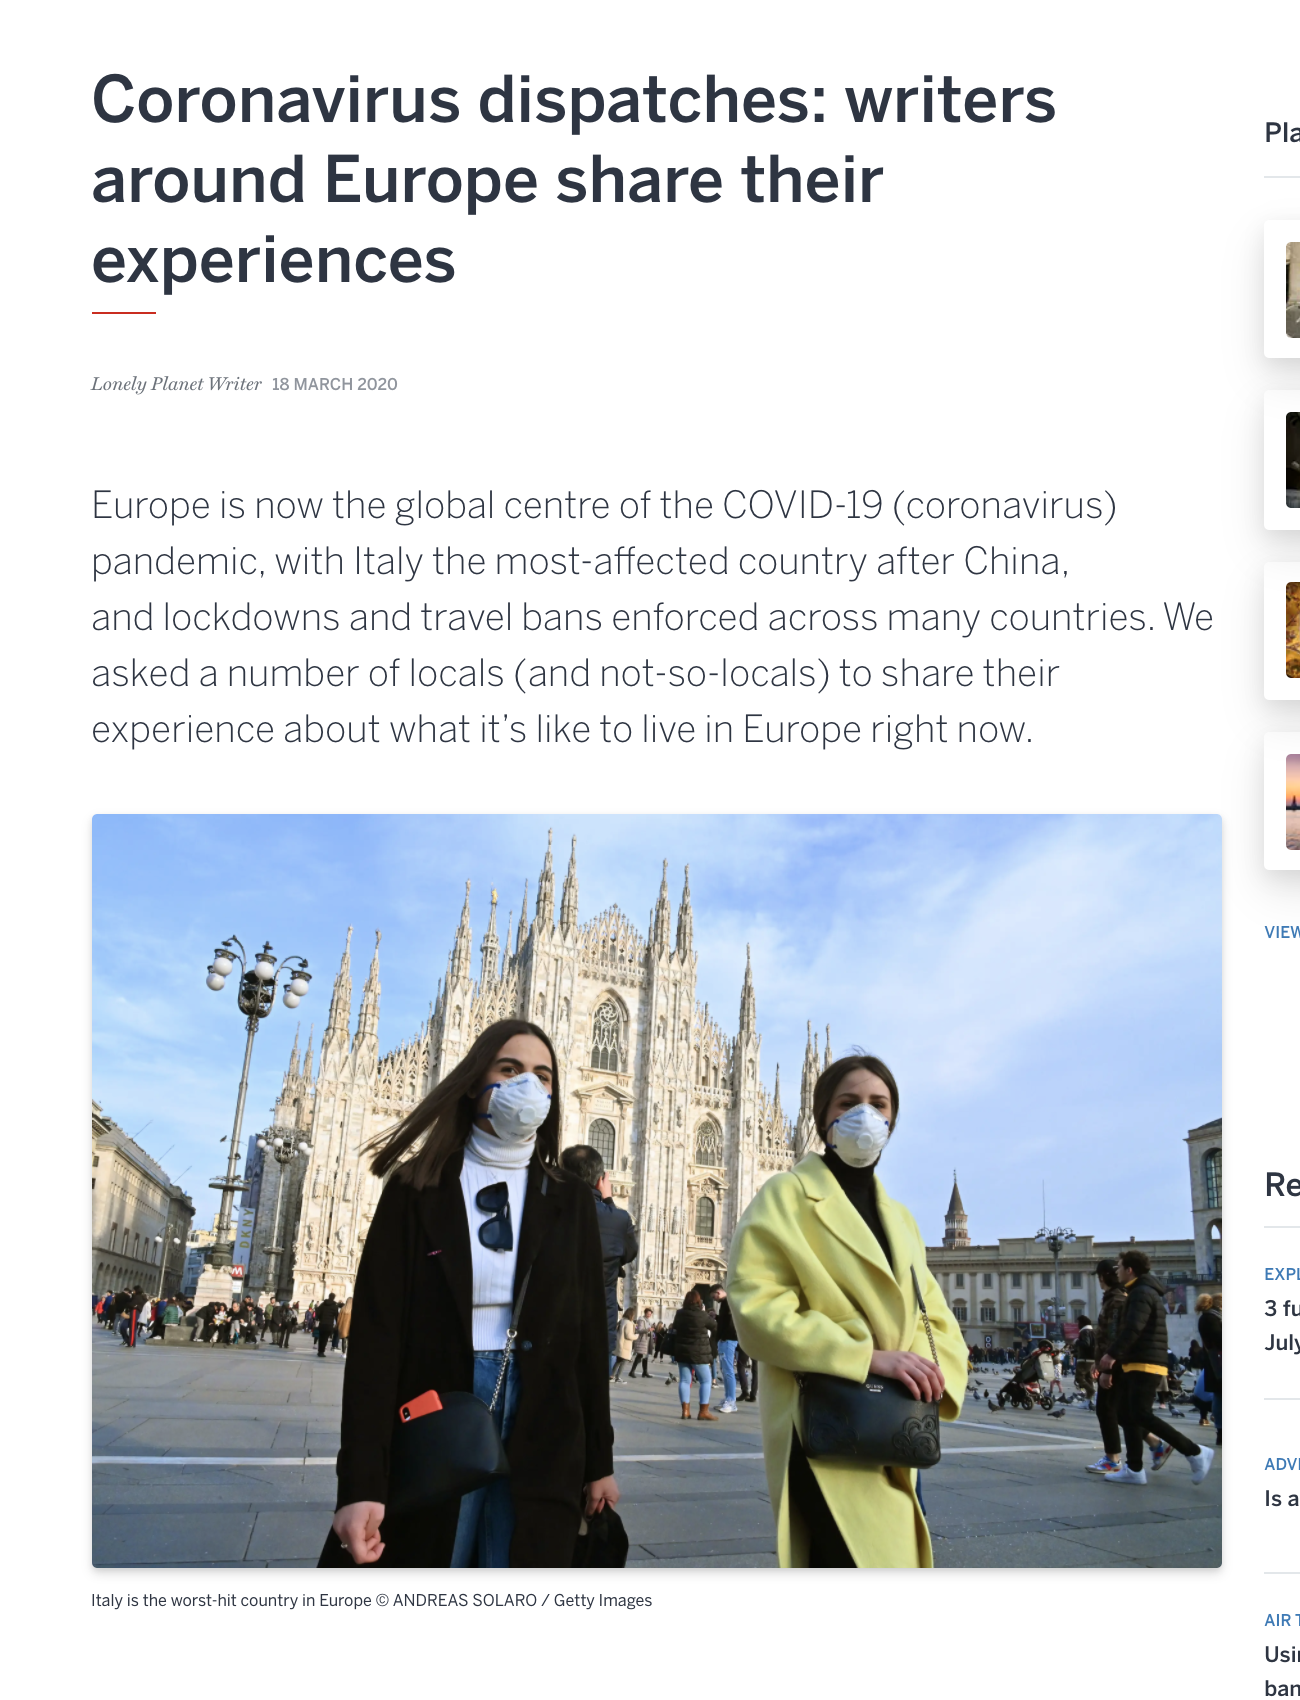 Coronavirus dispatches: writers
around Europe share their
experiences
Lonely Planet Writer 18 MARCH 2020
Europe is now the global centre of the COVID-19 (coronavirus)
pandemic, with Italy the most-affected country after China,
and lockdowns and travel bans enforced across many countries. We
asked a number of locals (and not-so-locals) to share their
experience about what it's like to live in Europe right now.
DKNY
M
Italy is the worst-hit country in Europe © ANDREAS SOLARO / Getty Images
Pla
VIEW
Re
EXPL
3 fu
July
ADVE
Is a
AIR T
Usin
ban